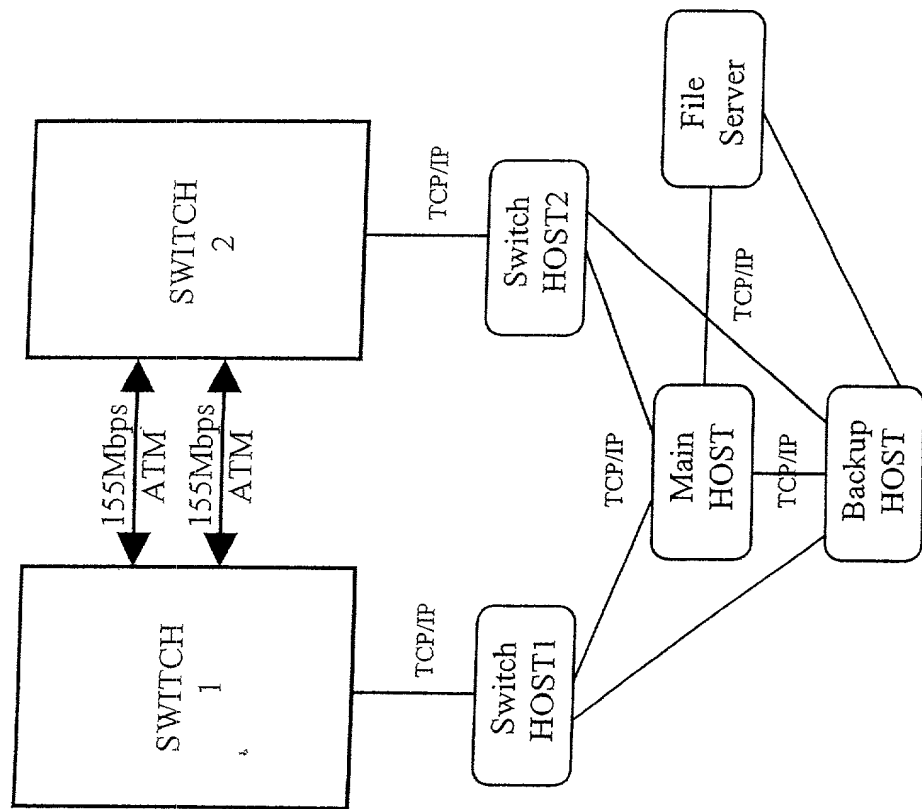 SWITCH
1
155Mbps
ATM
155Mbps
ATM
SWITCH
2
TCP/IP
TCP/IP
Switch
HOST1
Switch
HOST2
TCP/IP
Main
HOST
TCP/IP
TCP/IP
File
Server
Backup
HOST